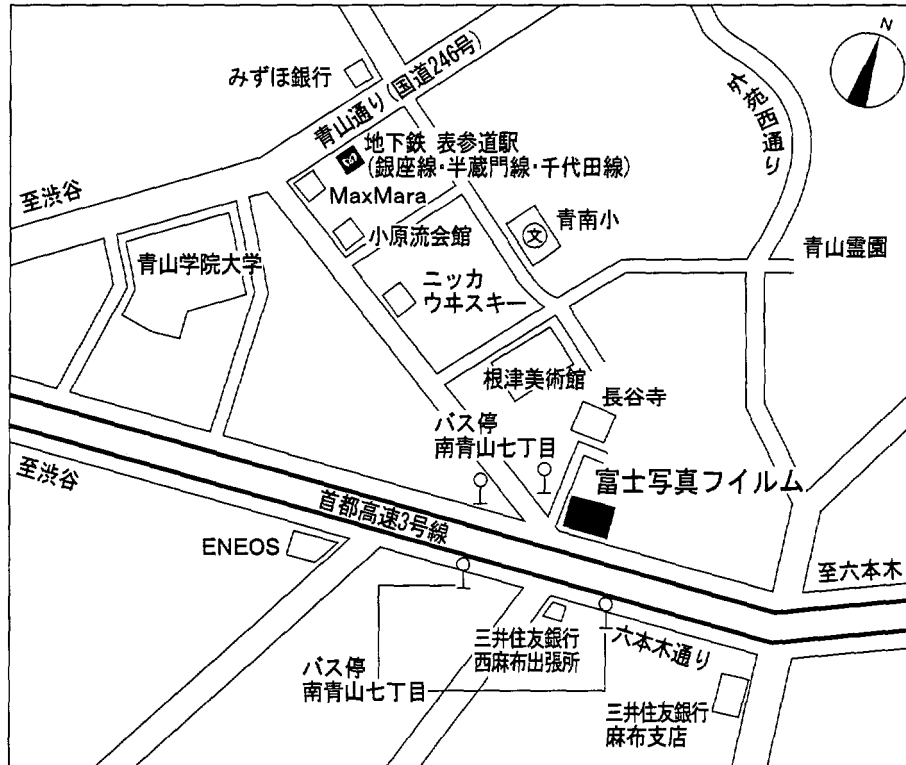 N
みずほ銀行
青山通り(国道246号)
外苑西通り
地下鉄 表参道駅
(銀座線・半蔵門線・千代田線)
至渋谷
MaxMara
小原流会館
文
青南小
青山霊園
青山学院大学
ニッカ
ウヰスキー
根津美術館
長谷寺
バス停
南青山七丁目
至渋谷
富士写真フイルム
首都高速3号線
ENEOS
至六本木
三井住友銀行
西麻布出張所
六本木通り
バス停
南青山七丁目
三井住友銀行
麻布支店